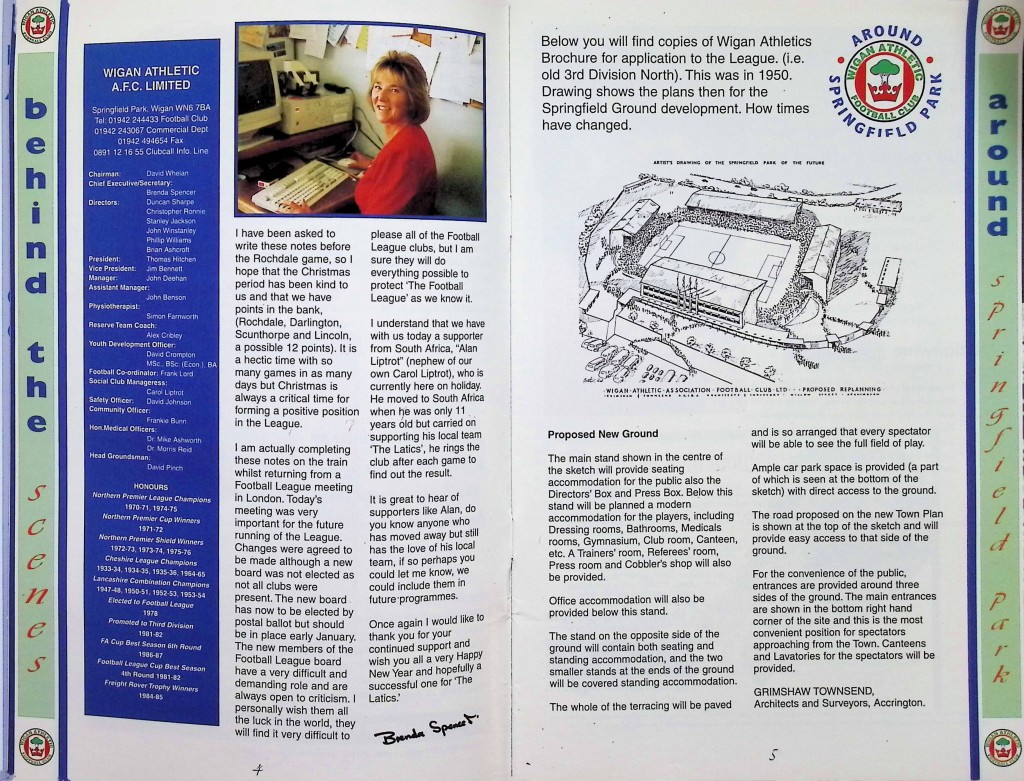 behind the scenes
WIGAN ATHLETIC
A.F.C. LIMITED
Springfield Park, Wigan WN6 7BA
Tel: 01942 244433 Football Club
01942 243067 Commercial Dept
01942 494654 Fax
0891 12 16 55 Clubcall Info. Line
Chairman: David Whelan
Chief Executive/Secretary:
Brenda Spencer
Directors: Duncan Sharpe
Christopher Ronnie
Stanley Jackson
John Winstanley
Phillip Williams
Brian Ashcroft
President: Thomas Hitchen
Vice President: Jim Bennett
Manager: John Deehan
Assistant Manager:
John Benson
Physiotherapist:
Simon Farnworth
Reserve Team Coach:
Alex Cribley
Youth Development Officer:
David Crompton
MSc., BSc. (Econ.), BA
Football Co-ordinator: Frank Lord
Social Club Manageress:
Carol Liptrot
Safety Officer: David Johnson
Community Officer:
Frankie Bunn
Hon.Medical Officers:
Dr. Mike Ashworth
Dr. Morris Reid
Head Groundsman:
David Pinch
HONOURS
Northern Premier League Champions
1970-71, 1974-75
Northern Premier Cup Winners
1971-72
Northern Premier Shield Winners
1972-73, 1973-74, 1975-76
Cheshire League Champions
1933-34, 1934-35, 1935-36, 1964-65
Lancashire Combination Champions
1947-48, 1950-51, 1952-53, 1953-54
Elected to Football League
1978
Promoted to Third Division
1981-82
FA Cup Best Season 6th Round
1986-87
Football League Cup Best Season
4th Round 1981-82
Freight Rover Trophy Winners
1984-85
I have been asked to
write these notes before
the Rochdale game, so I
hope that the Christmas
period has been kind to
us and that we have
points in the bank,
(Rochdale, Darlington,
Scunthorpe and Lincoln,
a possible 12 points). It is
a hectic time with so
many games in as many
days but Christmas is
always a critical time for
forming a positive position
in the League.
I am actually completing
these notes on the train
whilst returning from a
Football League meeting
in London. Today's
meeting was very
important for the future
running of the League.
Changes were agreed to
be made although a new
board was not elected as
not all clubs were
present. The new board
has now to be elected by
postal ballot but should
be in place early January.
The new members of the
Football League board
have a very difficult and
demanding role and are
always open to criticism. I
personally wish them all
the luck in the world, they
will find it very difficult to
please all of the Football
League clubs, but I am
sure they will do
everything possible to
protect 'The Football
League' as we know it.
I understand that we have
with us today a supporter
from South Africa, "Alan
Liptrot" (nephew of our
own Carol Liptrot), who is
currently here on holiday.
He moved to South Africa
when he was only 11
years old but carried on
supporting his local team
'The Latics', he rings the
club after each game to
find out the result.
It is great to hear of
supporters like Alan, do
you know anyone who
has moved away but still
has the love of his local
team, if so perhaps you
could let me know, we
could include them in
future programmes.
Once again I would like to
thank you for your
continued support and
wish you all a very Happy
New Year and hopefully a
successful one for 'The
Latics.'
Brenda Spencer.
4
Below you will find copies of Wigan Athletics
Brochure for application to the League. (i.e.
old 3rd Division North). This was in 1950.
Drawing shows the plans then for the
Springfield Ground development. How times
have changed.
AROUND
SPRINGFIELD PARK
WIGAN ATHLETIC
FOOTBALL CLUB
ARTIST'S DRAWING OF THE SPRINGFIELD PARK OF THE FUTURE
WIGAN · ATHLETIC · ASSOCIATION · FOOTBALL · CLUB LTD · · · PROPOSED REPLANNING
Proposed New Ground
The main stand shown in the centre of
the sketch will provide seating
accommodation for the public also the
Directors' Box and Press Box. Below this
stand will be planned a modern
accommodation for the players, including
Dressing rooms, Bathrooms, Medicals
rooms, Gymnasium, Club room, Canteen,
etc. A Trainers' room, Referees' room,
Press room and Cobbler's shop will also
be provided.
Office accommodation will also be
provided below this stand.
The stand on the opposite side of the
ground will contain both seating and
standing accommodation, and the two
smaller stands at the ends of the ground
will be covered standing accommodation.
The whole of the terracing will be paved
and is so arranged that every spectator
will be able to see the full field of play.
Ample car park space is provided (a part
of which is seen at the bottom of the
sketch) with direct access to the ground.
The road proposed on the new Town Plan
is shown at the top of the sketch and will
provide easy access to that side of the
ground.
For the convenience of the public,
entrances are provided around three
sides of the ground. The main entrances
are shown in the bottom right hand
corner of the site and this is the most
convenient position for spectators
approaching from the Town. Canteens
and Lavatories for the spectators will be
provided.
GRIMSHAW TOWNSEND,
Architects and Surveyors, Accrington.
5
around springfield park